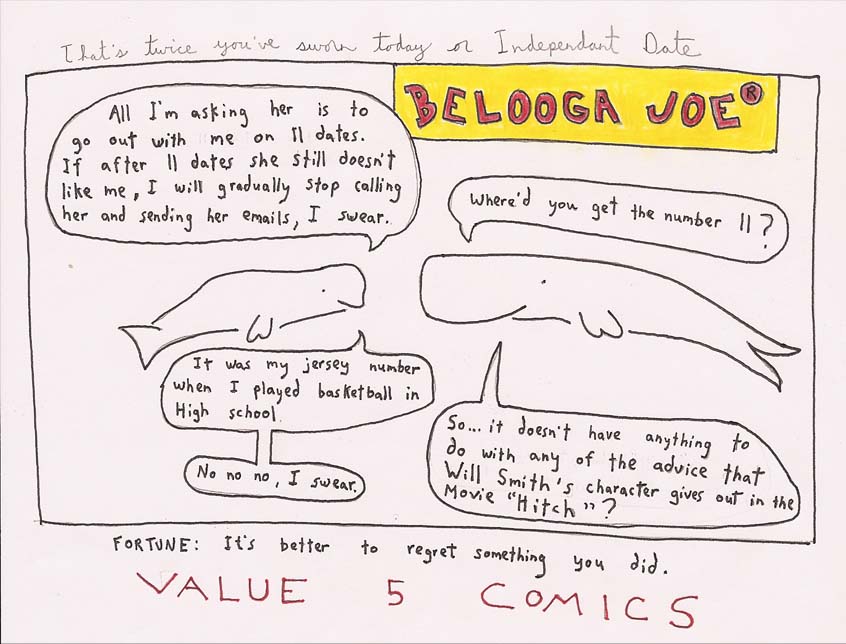 That's twice you've sworn today or Independant Date
BELOOGA JOE®
All I'm asking her is to
go out with me on 11 dates.
If after 11 dates she still doesn't
like me, I will gradually stop calling
her and sending her emails, I swear.
Where'd you get the number 11?
It was my jersey number
when I played basketball in
High school.
So... it doesn't have anything to
do with any of the advice that
Will Smith's character gives out in the
Movie "Hitch"?
No no no, I swear.
FORTUNE: It's better to regret something you did.
VALUE 5 COMICS